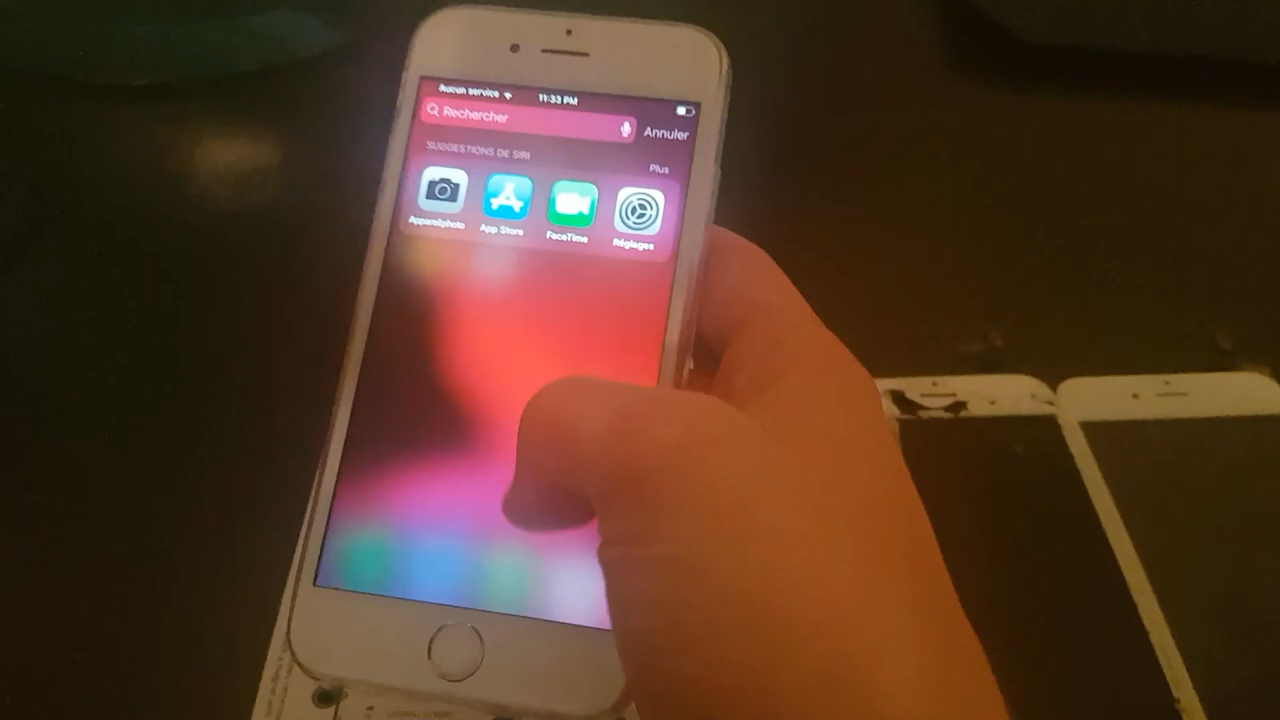 Aucun service 11:33 PM
Rechercher Annuler
SUGGESTIONS DE SIRI Plus
Appareil photo App Store FaceTime Réglages